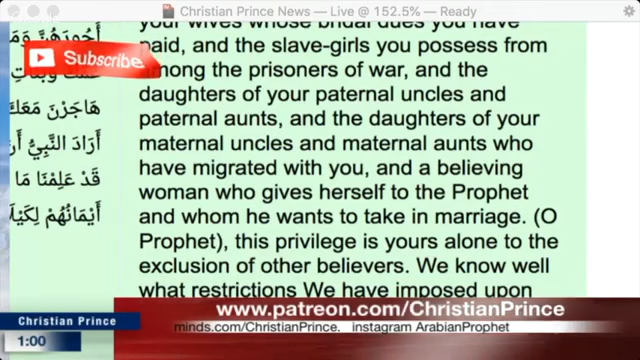 Christian Prince News — Live @ 152.5% — Ready
your wives whose bridal dues you have
paid, and the slave-girls you possess from
among the prisoners of war, and the
daughters of your paternal uncles and
paternal aunts, and the daughters of your
maternal uncles and maternal aunts who
have migrated with you, and a believing
woman who gives herself to the Prophet
and whom he wants to take in marriage. (O
Prophet), this privilege is yours alone to the
exclusion of other believers. We know well
what restrictions We have imposed upon
أُجُورَهُنَّ
هَاجَرْنَ مَعَكَ
أَرَادَ النَّبِيُّ أَن
قَدْ عَلِمْنَا مَا
أَيْمَانُهُمْ لِكَيْلَا
Subscribe
www.patreon.com/ChristianPrince
minds.com/ChristianPrince. instagram ArabianProphet
Christian Prince
1:00